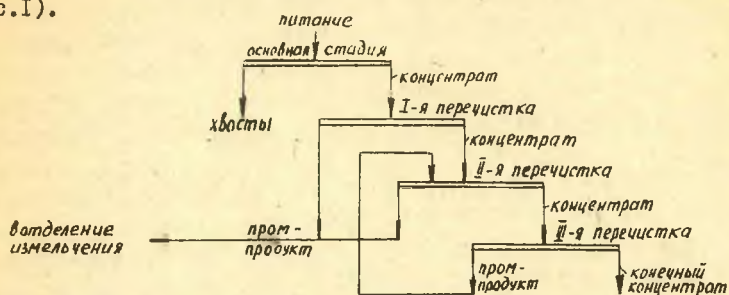 с.I).
питание
основная стадия
концентрат
хвосты
I-я перечистка
концентрат
II-я перечистка
концентрат
в отделение
измельчения
пром-
продукт
III-я перечистка
пром-
продукт
конечный
концентрат